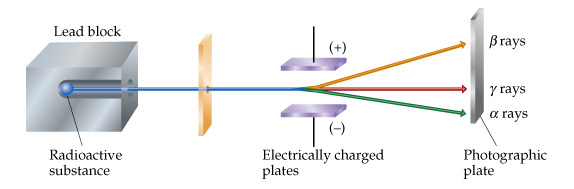 Lead block
(+)
β rays
γ rays
α rays
(−)
Radioactive
substance
Electrically charged
plates
Photographic
plate